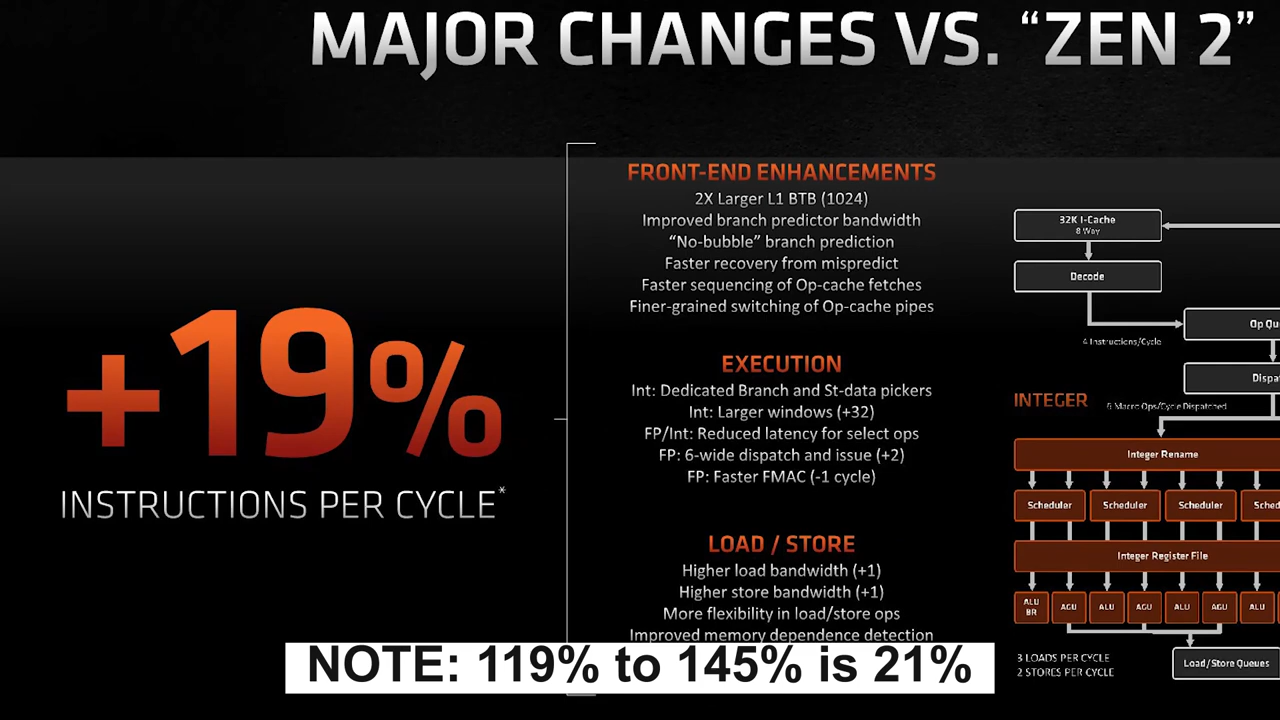 MAJOR CHANGES VS. “ZEN 2”
+19%
INSTRUCTIONS PER CYCLE*
FRONT-END ENHANCEMENTS
2X Larger L1 BTB (1024)
Improved branch predictor bandwidth
“No-bubble” branch prediction
Faster recovery from mispredict
Faster sequencing of Op-cache fetches
Finer-grained switching of Op-cache pipes
EXECUTION
Int: Dedicated Branch and St-data pickers
Int: Larger windows (+32)
FP/Int: Reduced latency for select ops
FP: 6-wide dispatch and issue (+2)
FP: Faster FMAC (-1 cycle)
LOAD / STORE
Higher load bandwidth (+1)
Higher store bandwidth (+1)
More flexibility in load/store ops
Improved memory dependence detection
32K I-Cache
8 Way
Decode
4 Instructions/Cycle
Op Qu
Dispat
INTEGER
6 Macro Ops/Cycle Dispatched
Integer Rename
Scheduler
Scheduler
Scheduler
Sched
Integer Register File
ALU
BR
AGU
ALU
AGU
ALU
AGU
ALU
3 LOADS PER CYCLE
2 STORES PER CYCLE
Load/Store Queues
NOTE: 119% to 145% is 21%